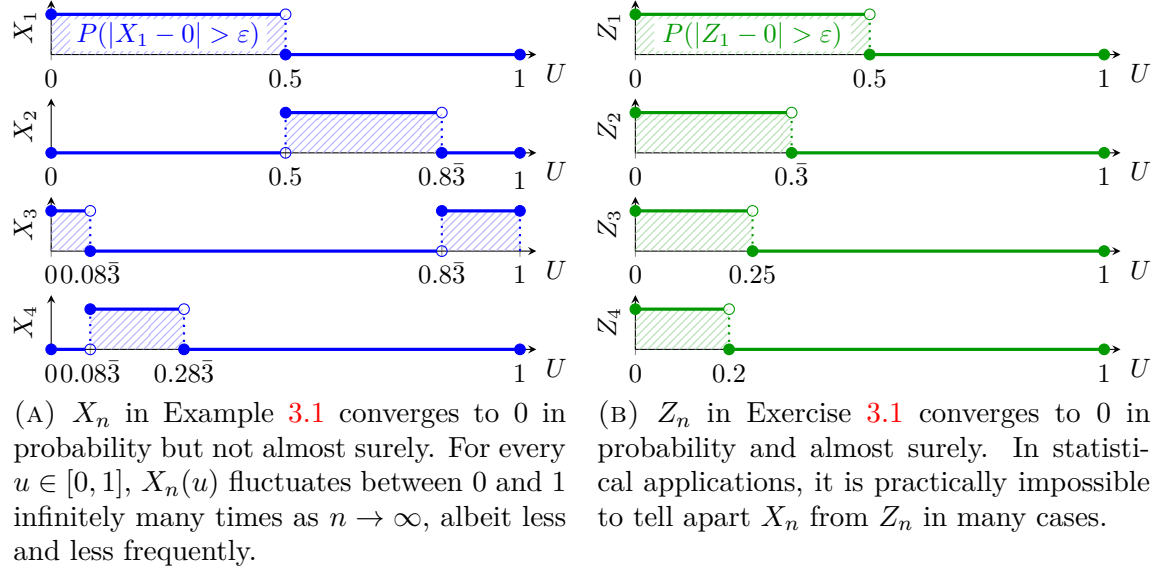 X₁
P(|X₁ − 0| > ε)
0 0.5 1 U
X₂
0 0.5 0.83̄ 1 U
X₃
0 0.083̄ 0.83̄ 1 U
X₄
0 0.083̄ 0.283̄ 1 U
(A) Xₙ in Example 3.1 converges to 0 in
probability but not almost surely. For every
u ∈ [0, 1], Xₙ(u) fluctuates between 0 and 1
infinitely many times as n → ∞, albeit less
and less frequently.
Z₁
P(|Z₁ − 0| > ε)
0 0.5 1 U
Z₂
0 0.3̄ 1 U
Z₃
0 0.25 1 U
Z₄
0 0.2 1 U
(B) Zₙ in Exercise 3.1 converges to 0 in
probability and almost surely. In statisti-
cal applications, it is practically impossible
to tell apart Xₙ from Zₙ in many cases.